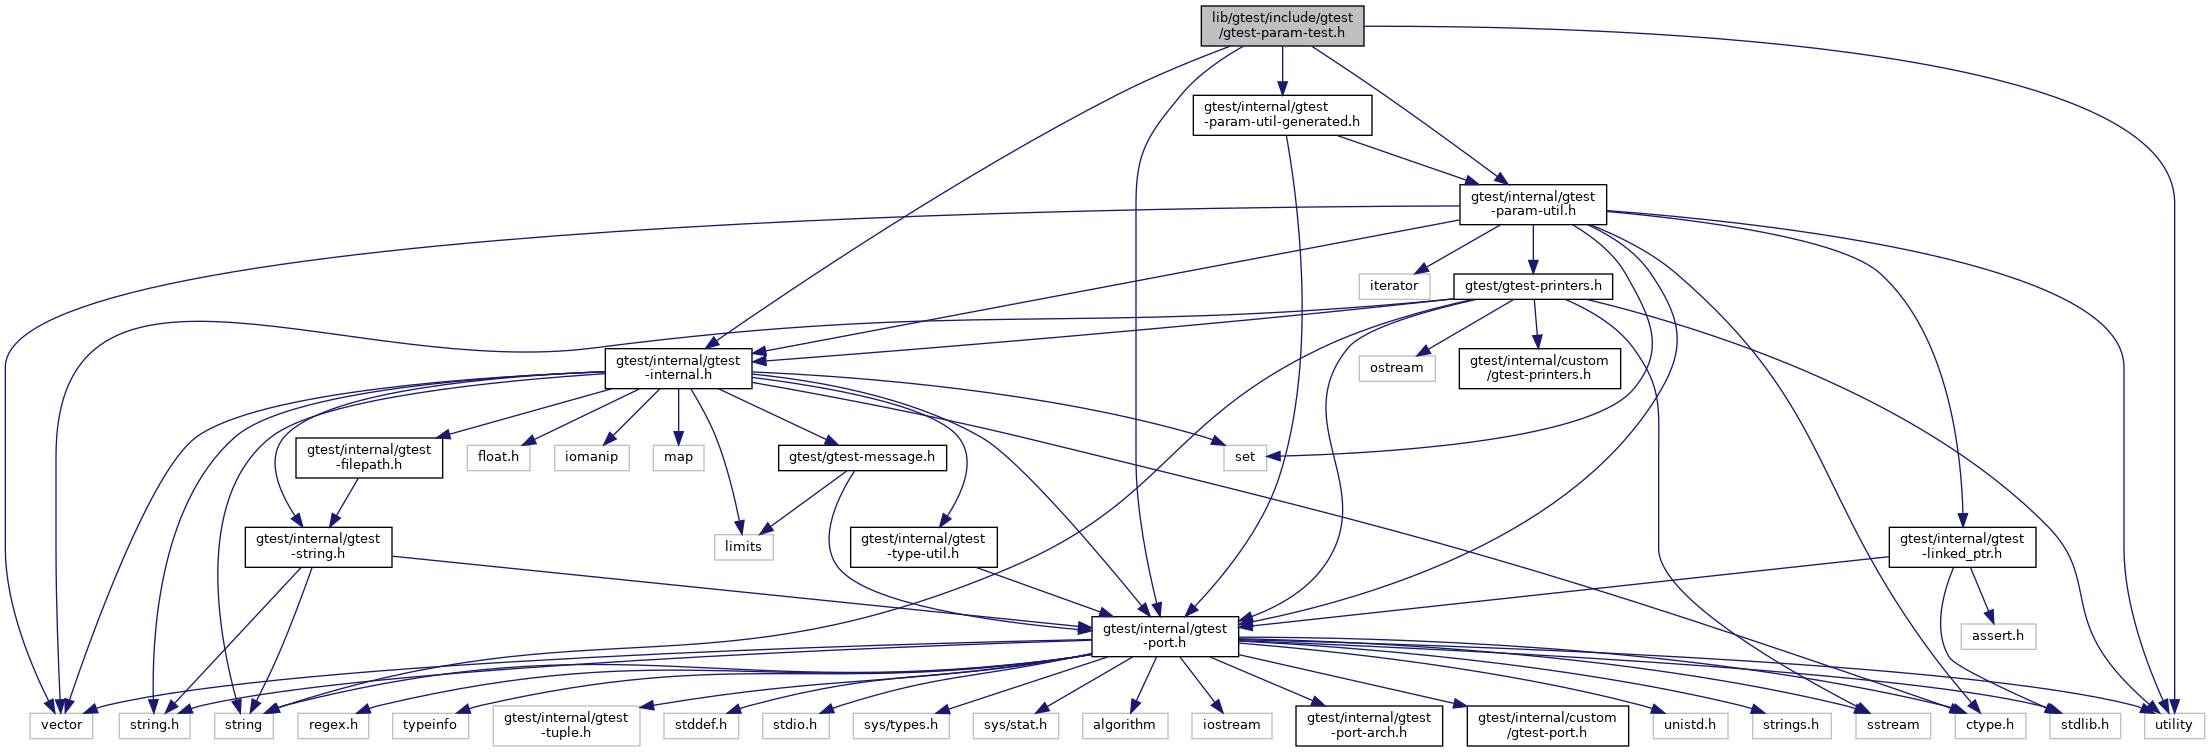 lib/gtest/include/gtest
/gtest-param-test.h
gtest/internal/gtest
-param-util-generated.h
gtest/internal/gtest
-param-util.h
iterator
gtest/gtest-printers.h
gtest/internal/gtest
-internal.h
ostream
gtest/internal/custom
/gtest-printers.h
gtest/internal/gtest
-filepath.h
float.h
iomanip
map
gtest/gtest-message.h
set
gtest/internal/gtest
-string.h
limits
gtest/internal/gtest
-type-util.h
gtest/internal/gtest
-linked_ptr.h
gtest/internal/gtest
-port.h
assert.h
vector
string.h
string
regex.h
typeinfo
gtest/internal/gtest
-tuple.h
stddef.h
stdio.h
sys/types.h
sys/stat.h
algorithm
iostream
gtest/internal/gtest
-port-arch.h
gtest/internal/custom
/gtest-port.h
unistd.h
strings.h
sstream
ctype.h
stdlib.h
utility